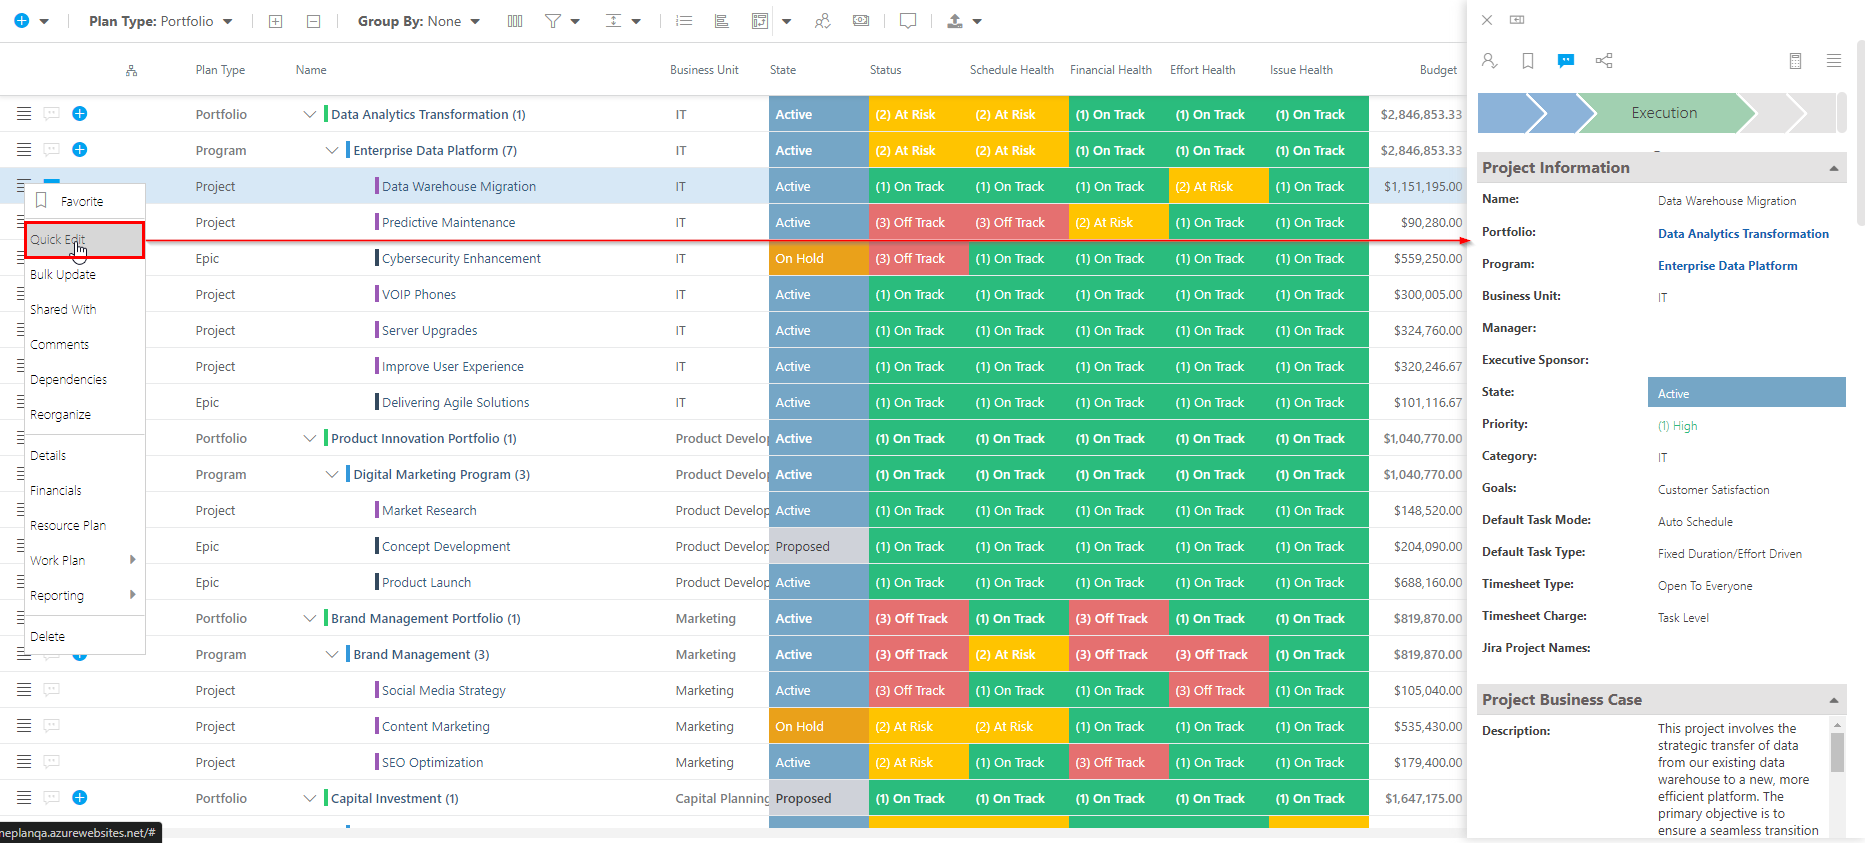 Plan Type: Portfolio
Group By: None
Plan Type Name Business Unit State Status Schedule Health Financial Health Effort Health Issue Health Budget
Portfolio Data Analytics Transformation (1) IT Active (2) At Risk (2) At Risk (1) On Track (1) On Track (1) On Track $2,846,853.33
Program Enterprise Data Platform (7) IT Active (2) At Risk (2) At Risk (1) On Track (1) On Track (1) On Track $2,846,853.33
Project Data Warehouse Migration IT Active (1) On Track (1) On Track (1) On Track (2) At Risk (1) On Track $1,151,195.00
Project Predictive Maintenance IT Active (3) Off Track (3) Off Track (2) At Risk (1) On Track (1) On Track $90,280.00
Epic Cybersecurity Enhancement IT On Hold (3) Off Track (1) On Track (1) On Track (1) On Track (1) On Track $559,250.00
Project VOIP Phones IT Active (1) On Track (1) On Track (1) On Track (1) On Track (1) On Track $300,005.00
Project Server Upgrades IT Active (1) On Track (1) On Track (1) On Track (1) On Track (1) On Track $324,760.00
Project Improve User Experience IT Active (1) On Track (1) On Track (1) On Track (1) On Track (1) On Track $320,246.67
Epic Delivering Agile Solutions IT Active (1) On Track (1) On Track (1) On Track (1) On Track (1) On Track $101,116.67
Portfolio Product Innovation Portfolio (1) Product Develop Active (1) On Track (1) On Track (1) On Track (1) On Track (1) On Track $1,040,770.00
Program Digital Marketing Program (3) Product Develop Active (1) On Track (1) On Track (1) On Track (1) On Track (1) On Track $1,040,770.00
Project Market Research Product Develop Active (1) On Track (1) On Track (1) On Track (1) On Track (1) On Track $148,520.00
Epic Concept Development Product Develop Proposed (1) On Track (1) On Track (1) On Track (1) On Track (1) On Track $204,090.00
Epic Product Launch Product Develop Active (1) On Track (1) On Track (1) On Track (1) On Track (1) On Track $688,160.00
Portfolio Brand Management Portfolio (1) Marketing Active (3) Off Track (1) On Track (3) Off Track (1) On Track (1) On Track $819,870.00
Program Brand Management (3) Marketing Active (3) Off Track (2) At Risk (3) Off Track (3) Off Track (1) On Track $819,870.00
Project Social Media Strategy Marketing Active (3) Off Track (1) On Track (1) On Track (3) Off Track (1) On Track $105,040.00
Project Content Marketing Marketing On Hold (2) At Risk (2) At Risk (1) On Track (1) On Track (1) On Track $535,430.00
Project SEO Optimization Marketing Active (2) At Risk (1) On Track (3) Off Track (1) On Track (1) On Track $179,400.00
Portfolio Capital Investment (1) Capital Planning Proposed (1) On Track (1) On Track (1) On Track (1) On Track (1) On Track $1,647,175.00
Favorite
Quick Edit
Bulk Update
Shared With
Comments
Dependencies
Reorganize
Details
Financials
Resource Plan
Work Plan
Reporting
Delete
neplanqa.azurewebsites.net/#
Execution
Project Information
Name: Data Warehouse Migration
Portfolio: Data Analytics Transformation
Program: Enterprise Data Platform
Business Unit: IT
Manager:
Executive Sponsor:
State: Active
Priority: (1) High
Category: IT
Goals: Customer Satisfaction
Default Task Mode: Auto Schedule
Default Task Type: Fixed Duration/Effort Driven
Timesheet Type: Open To Everyone
Timesheet Charge: Task Level
Jira Project Names:
Project Business Case
Description: This project involves the
strategic transfer of data
from our existing data
warehouse to a new, more
efficient platform. The
primary objective is to
ensure a seamless transition